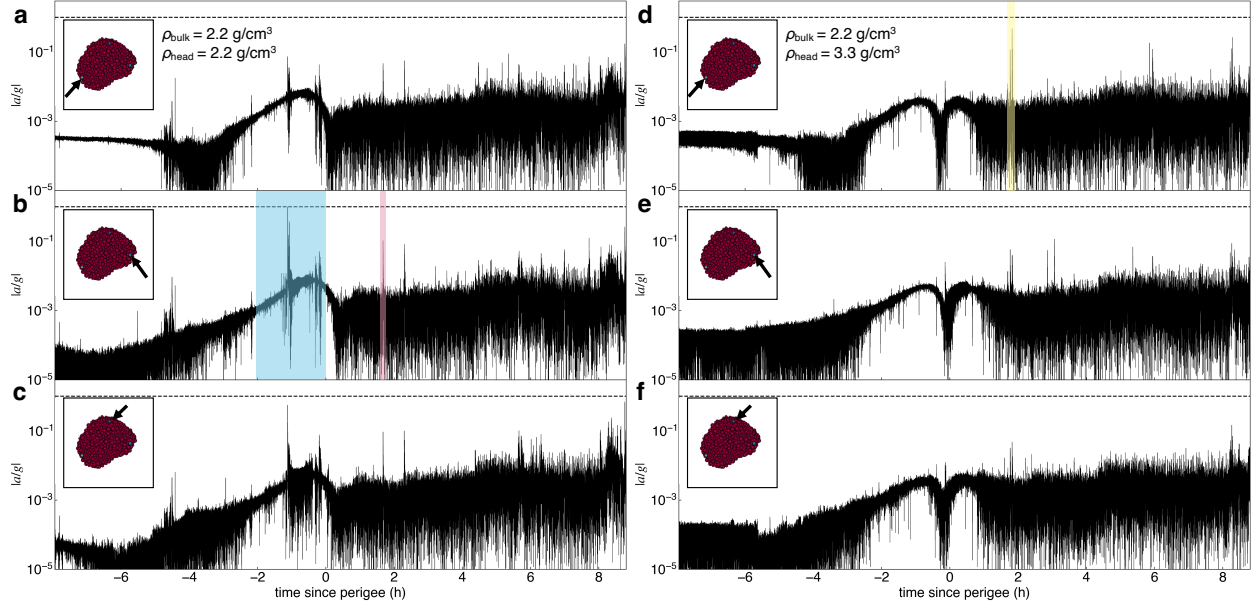 a
ρbulk = 2.2 g/cm³
ρhead = 2.2 g/cm³
|a/g|
10⁻¹
10⁻³
10⁻⁵
b
|a/g|
10⁻¹
10⁻³
10⁻⁵
c
|a/g|
10⁻¹
10⁻³
10⁻⁵
−6 −4 −2 0 2 4 6 8
time since perigee (h)
d
ρbulk = 2.2 g/cm³
ρhead = 3.3 g/cm³
|a/g|
10⁻¹
10⁻³
10⁻⁵
e
|a/g|
10⁻¹
10⁻³
10⁻⁵
f
|a/g|
10⁻¹
10⁻³
10⁻⁵
−6 −4 −2 0 2 4 6 8
time since perigee (h)